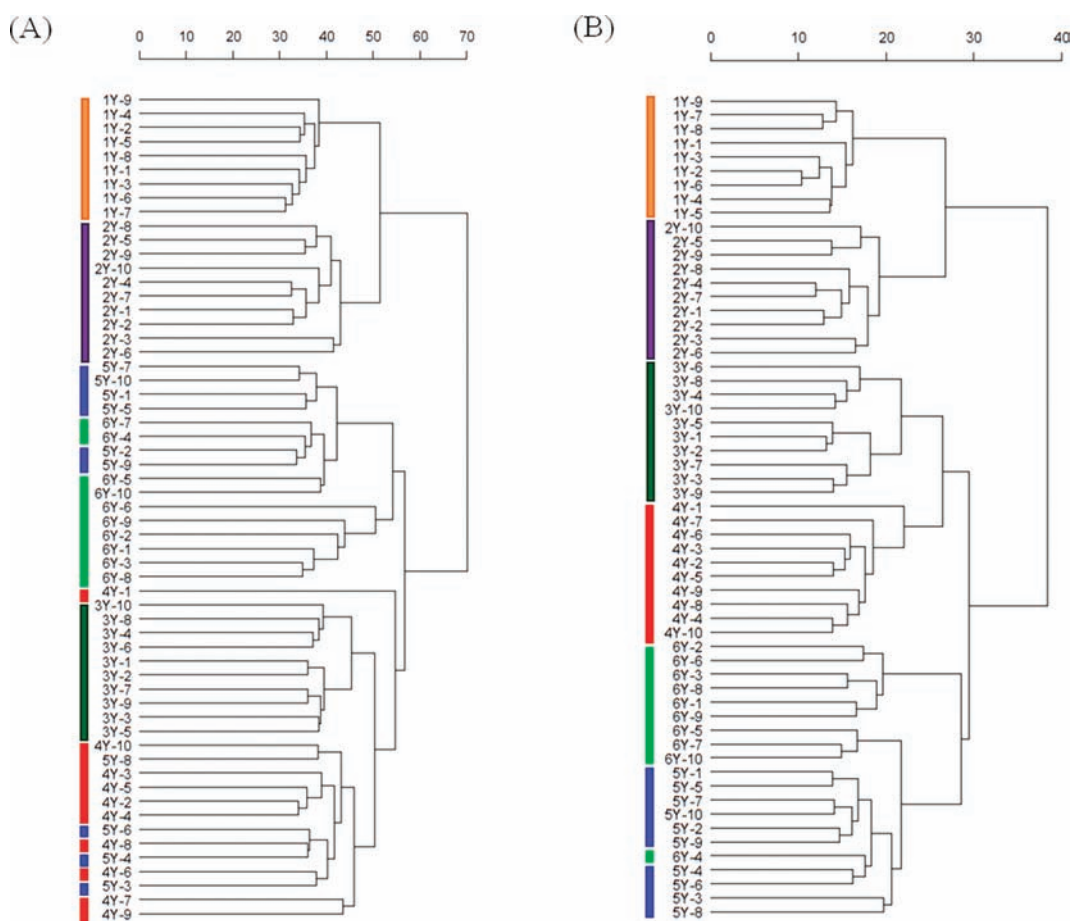 (A)
0 10 20 30 40 50 60 70
1Y-9
1Y-4
1Y-2
1Y-5
1Y-8
1Y-1
1Y-3
1Y-6
1Y-7
2Y-8
2Y-5
2Y-9
2Y-10
2Y-4
2Y-7
2Y-1
2Y-2
2Y-3
2Y-6
5Y-7
5Y-10
5Y-1
5Y-5
6Y-7
6Y-4
5Y-2
5Y-9
6Y-5
6Y-10
6Y-6
6Y-9
6Y-2
6Y-1
6Y-3
6Y-8
4Y-1
3Y-10
3Y-8
3Y-4
3Y-6
3Y-1
3Y-2
3Y-7
3Y-9
3Y-3
3Y-5
4Y-10
5Y-8
4Y-3
4Y-5
4Y-2
4Y-4
5Y-6
4Y-8
5Y-4
4Y-6
5Y-3
4Y-7
4Y-9
(B)
0 10 20 30 40
1Y-9
1Y-7
1Y-8
1Y-1
1Y-3
1Y-2
1Y-6
1Y-4
1Y-5
2Y-10
2Y-5
2Y-9
2Y-8
2Y-4
2Y-7
2Y-1
2Y-2
2Y-3
2Y-6
3Y-6
3Y-8
3Y-4
3Y-10
3Y-5
3Y-1
3Y-2
3Y-7
3Y-3
3Y-9
4Y-1
4Y-7
4Y-6
4Y-3
4Y-2
4Y-5
4Y-9
4Y-8
4Y-4
4Y-10
6Y-2
6Y-6
6Y-3
6Y-8
6Y-1
6Y-9
6Y-5
6Y-7
6Y-10
5Y-1
5Y-5
5Y-7
5Y-10
5Y-2
5Y-9
6Y-4
5Y-4
5Y-6
5Y-3
5Y-8